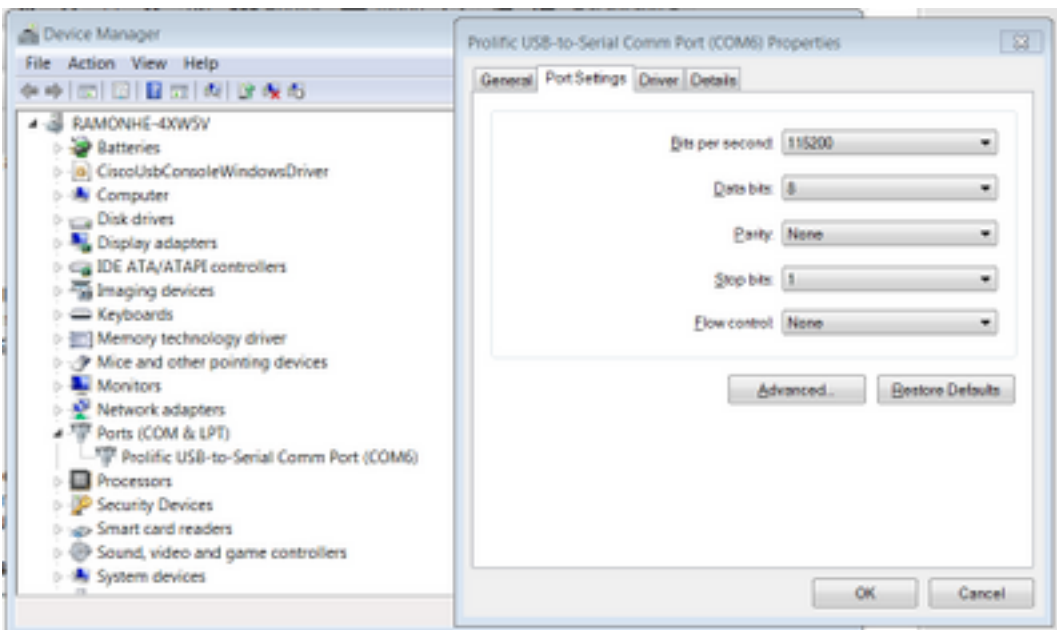 Device Manager
File Action View Help
RAMONHE-4XW5V
Batteries
CiscoUsbConsoleWindowsDriver
Computer
Disk drives
Display adapters
IDE ATA/ATAPI controllers
Imaging devices
Keyboards
Memory technology driver
Mice and other pointing devices
Monitors
Network adapters
Ports (COM & LPT)
Prolific USB-to-Serial Comm Port (COM6)
Processors
Security Devices
Smart card readers
Sound, video and game controllers
System devices
Prolific USB-to-Serial Comm Port (COM6) Properties
General Port Settings Driver Details
Bits per second: 115200
Data bits: 8
Parity: None
Stop bits: 1
Flow control: None
Advanced... Restore Defaults
OK Cancel